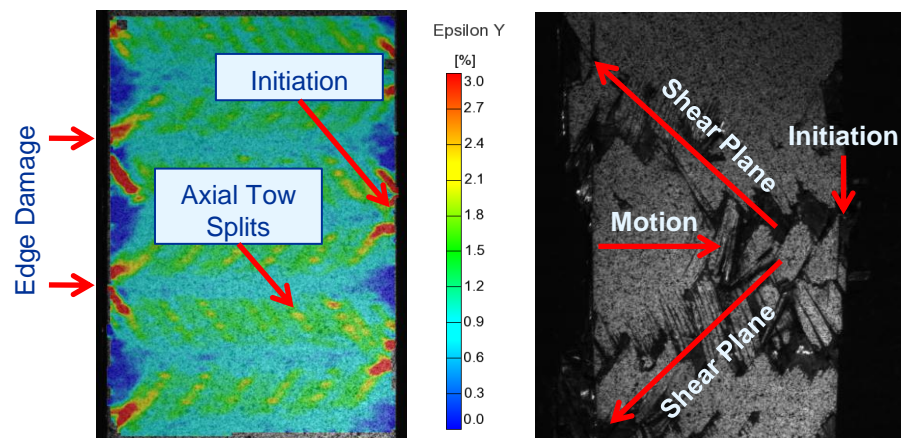 Edge Damage
Initiation
Axial Tow
Splits
Epsilon Y
[%]
3.0
2.7
2.4
2.1
1.8
1.5
1.2
0.9
0.6
0.3
0.0
Shear Plane
Initiation
Motion
Shear Plane